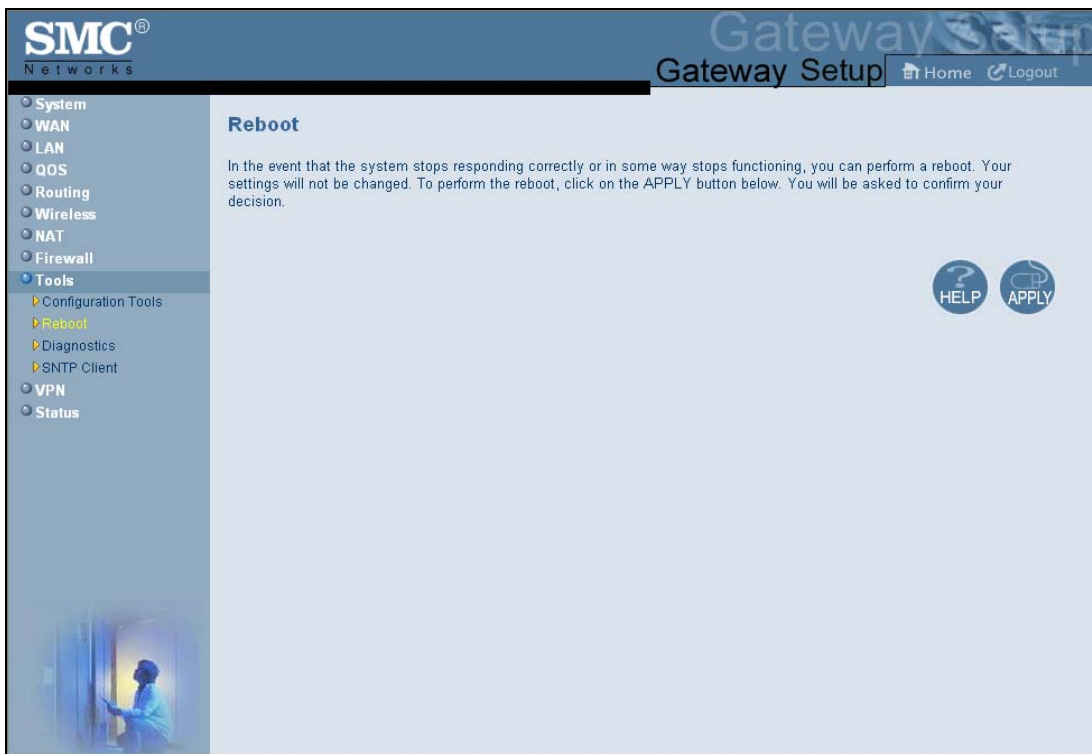 SMC®
Networks
Gateway Setup
Gateway Setup
Home
Logout
System
WAN
LAN
QOS
Routing
Wireless
NAT
Firewall
Tools
Configuration Tools
Reboot
Diagnostics
SNTP Client
VPN
Status
Reboot
In the event that the system stops responding correctly or in some way stops functioning, you can perform a reboot. Your
settings will not be changed. To perform the reboot, click on the APPLY button below. You will be asked to confirm your
decision.
?
HELP
APPLY